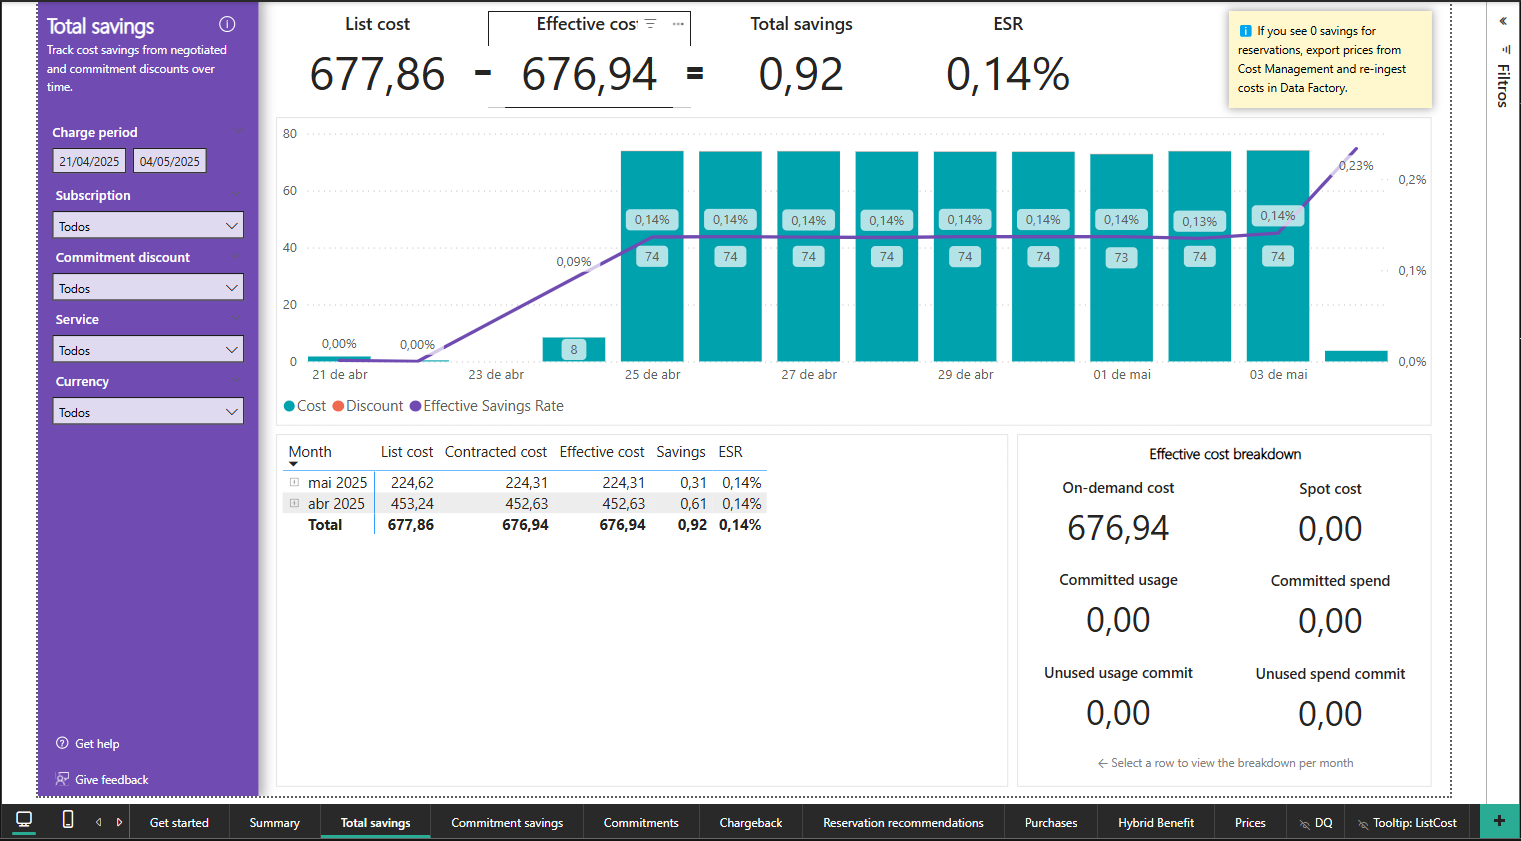 Total savings
Track cost savings from negotiated
and commitment discounts over
time.
Charge period
21/04/2025 04/05/2025
Subscription
Todos
Commitment discount
Todos
Service
Todos
Currency
Todos
Get help
Give feedback
List cost
677,86
-
Effective cos
676,94
=
Total savings
0,92
ESR
0,14%
If you see 0 savings for
reservations, export prices from
Cost Management and re-ingest
costs in Data Factory.
Filtros
80
60
40
20
0
0,2%
0,1%
0,0%
0,00% 0,00% 0,09% 0,14% 0,14% 0,14% 0,14% 0,14% 0,14% 0,14% 0,13% 0,14% 0,23%
8 74 74 74 74 74 74 73 74 74
21 de abr 23 de abr 25 de abr 27 de abr 29 de abr 01 de mai 03 de mai
Cost Discount Effective Savings Rate
Month List cost Contracted cost Effective cost Savings ESR
mai 2025 224,62 224,31 224,31 0,31 0,14%
abr 2025 453,24 452,63 452,63 0,61 0,14%
Total 677,86 676,94 676,94 0,92 0,14%
Effective cost breakdown
On-demand cost Spot cost
676,94 0,00
Committed usage Committed spend
0,00 0,00
Unused usage commit Unused spend commit
0,00 0,00
Select a row to view the breakdown per month
Get started Summary Total savings Commitment savings Commitments Chargeback Reservation recommendations Purchases Hybrid Benefit Prices DQ Tooltip: ListCost